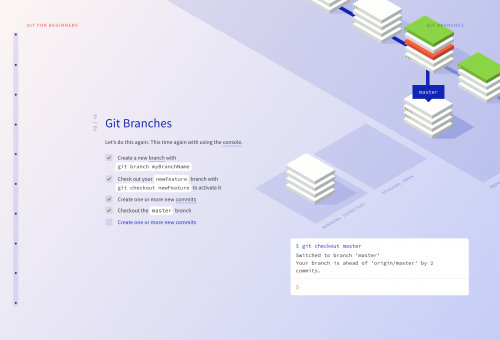 GIT FOR BEGINNERS
GIT BRANCHES
master
Git Branches
Let's do this again. This time again with using the console.
Create a new branch with
git branch myBranchName
Check out your newFeature branch with
git checkout newFeature to activate it
Create one or more new commits
Checkout the master branch
Create one or more new commits
WORKING DIRECTORY
STAGING AREA
$ git checkout master
Switched to branch 'master'
Your branch is ahead of 'origin/master' by 2
commits.
$